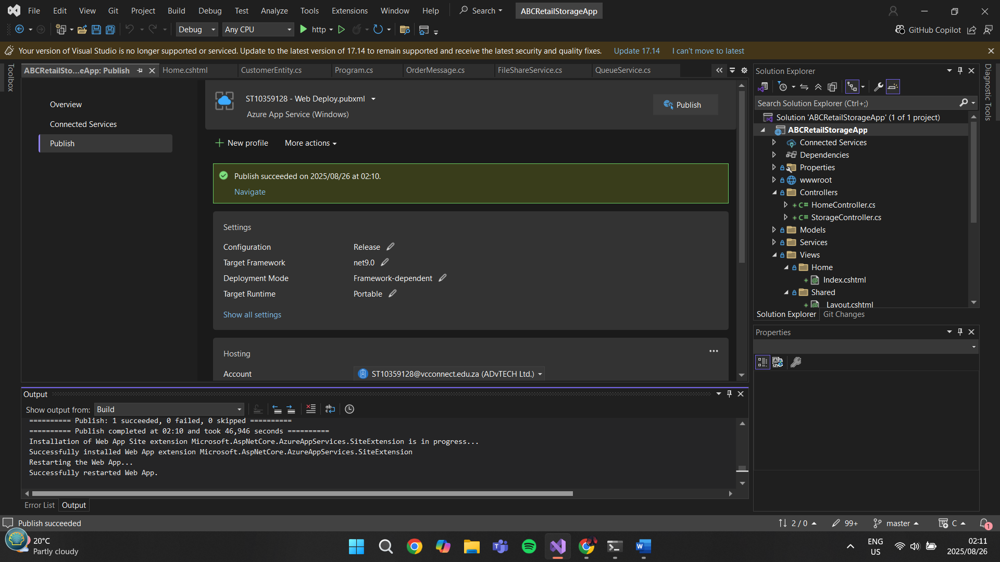 File Edit View Git Project Build Debug Test Analyze Tools Extensions Window Help Search ABCRetailStorageApp
Debug Any CPU http GitHub Copilot
Your version of Visual Studio is no longer supported or serviced. Update to the latest version of 17.14 to remain supported and receive the latest security and quality fixes. Update 17.14 I can't move to latest
Toolbox
ABCRetailSto...eApp: Publish Home.cshtml CustomerEntity.cs Program.cs OrderMessage.cs FileShareService.cs QueueService.cs
Overview
Connected Services
Publish
ST10359128 - Web Deploy.pubxml
Azure App Service (Windows)
Publish
New profile More actions
Publish succeeded on 2025/08/26 at 02:10.
Navigate
Settings
Configuration Release
Target Framework net9.0
Deployment Mode Framework-dependent
Target Runtime Portable
Show all settings
Hosting
Account ST10359128@vcconnect.edu.za (ADvTECH Ltd.)
Solution Explorer
Search Solution Explorer (Ctrl+;)
Solution 'ABCRetailStorageApp' (1 of 1 project)
ABCRetailStorageApp
Connected Services
Dependencies
Properties
wwwroot
Controllers
C# HomeController.cs
C# StorageController.cs
Models
Services
Views
Home
Index.cshtml
Shared
_Layout.cshtml
Solution Explorer Git Changes
Properties
Diagnostic Tools
Output
Show output from: Build
========== Publish: 1 succeeded, 0 failed, 0 skipped ==========
========== Publish completed at 02:10 and took 46,946 seconds ==========
Installation of Web App Site extension Microsoft.AspNetCore.AzureAppServices.SiteExtension is in progress...
Successfully installed Web App extension Microsoft.AspNetCore.AzureAppServices.SiteExtension
Restarting the Web App...
Successfully restarted Web App.
Error List Output
Publish succeeded 2 / 0 99+ master C 1
20°C
Partly cloudy
ENG
US
02:11
2025/08/26